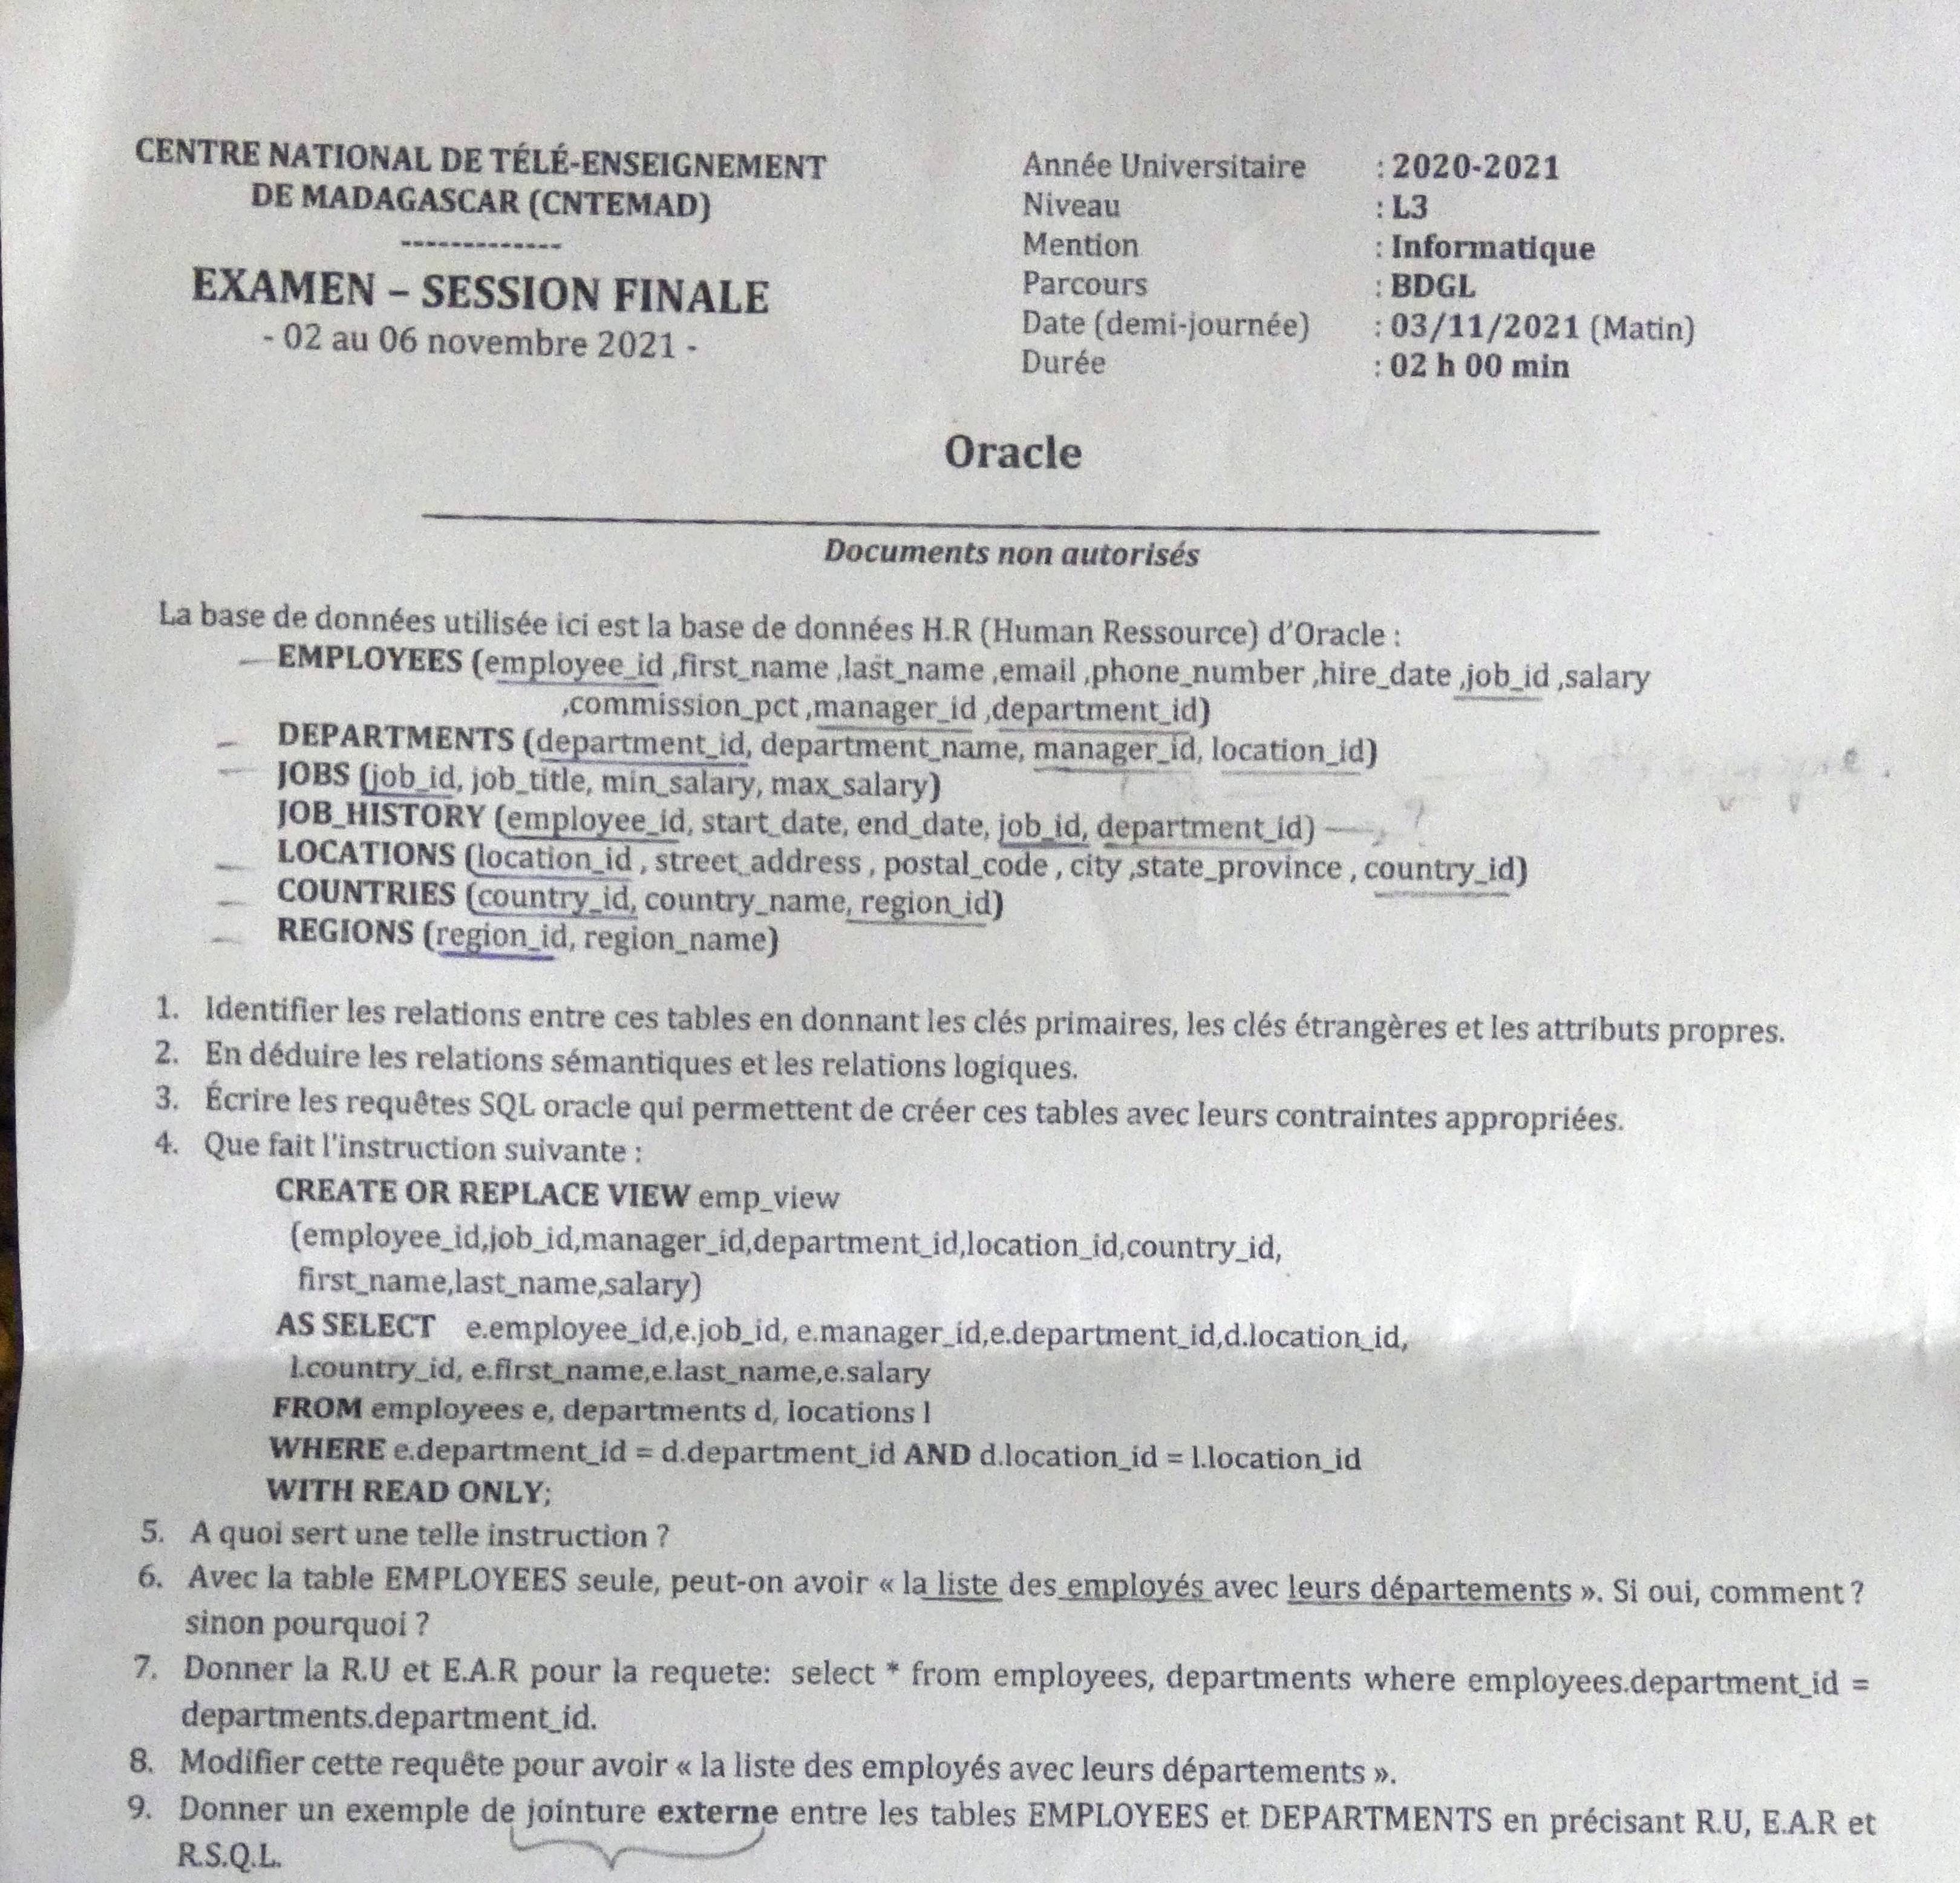 CENTRE NATIONAL DE TÉLÉ-ENSEIGNEMENT
DE MADAGASCAR (CNTEMAD)
-------------
EXAMEN – SESSION FINALE
- 02 au 06 novembre 2021 -
Année Universitaire : 2020-2021
Niveau : L3
Mention : Informatique
Parcours : BDGL
Date (demi-journée) : 03/11/2021 (Matin)
Durée : 02 h 00 min
Oracle
Documents non autorisés
La base de données utilisée ici est la base de données H.R (Human Ressource) d'Oracle :
EMPLOYEES (employee_id ,first_name ,last_name ,email ,phone_number ,hire_date ,job_id ,salary
,commission_pct ,manager_id ,department_id)
DEPARTMENTS (department_id, department_name, manager_id, location_id)
JOBS (job_id, job_title, min_salary, max_salary)
JOB_HISTORY (employee_id, start_date, end_date, job_id, department_id) ?
LOCATIONS (location_id , street_address , postal_code , city ,state_province , country_id)
COUNTRIES (country_id, country_name, region_id)
REGIONS (region_id, region_name)
1. Identifier les relations entre ces tables en donnant les clés primaires, les clés étrangères et les attributs propres.
2. En déduire les relations sémantiques et les relations logiques.
3. Écrire les requêtes SQL oracle qui permettent de créer ces tables avec leurs contraintes appropriées.
4. Que fait l'instruction suivante :
CREATE OR REPLACE VIEW emp_view
(employee_id,job_id,manager_id,department_id,location_id,country_id,
first_name,last_name,salary)
AS SELECT e.employee_id,e.job_id, e.manager_id,e.department_id,d.location_id,
l.country_id, e.first_name,e.last_name,e.salary
FROM employees e, departments d, locations l
WHERE e.department_id = d.department_id AND d.location_id = l.location_id
WITH READ ONLY;
5. A quoi sert une telle instruction ?
6. Avec la table EMPLOYEES seule, peut-on avoir « la liste des employés avec leurs départements ». Si oui, comment ?
sinon pourquoi ?
7. Donner la R.U et E.A.R pour la requete: select * from employees, departments where employees.department_id =
departments.department_id.
8. Modifier cette requête pour avoir « la liste des employés avec leurs départements ».
9. Donner un exemple de jointure externe entre les tables EMPLOYEES et DEPARTMENTS en précisant R.U, E.A.R et
R.S.Q.L.